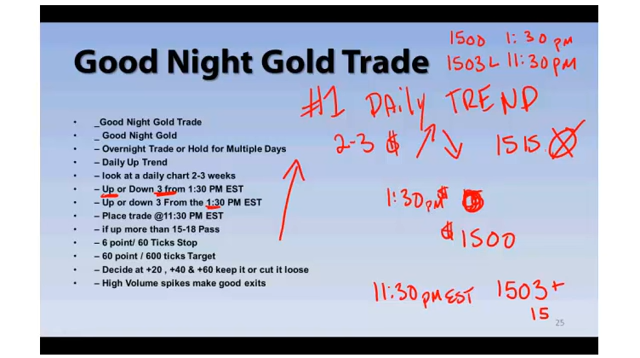 Good Night Gold Trade
1500 1:30 pm
1503 L 11:30 pm
#1 Daily TREND
2-3 $
1515
1:30 pm $
$ 1500
11:30 pm EST 1503 +
15
_Good Night Gold Trade
_ Good Night Gold
– Overnight Trade or Hold for Multiple Days
– Daily Up Trend
– look at a daily chart 2-3 weeks
– Up or Down 3 from 1:30 PM EST
– Up or down 3 From the 1:30 PM EST
– Place trade @11:30 PM EST
– if up more than 15-18 Pass
– 6 point/ 60 Ticks Stop
– 60 point/ 600 ticks Target
– Decide at +20 , +40 & +60 keep it or cut it loose
– High Volume spikes make good exits
25